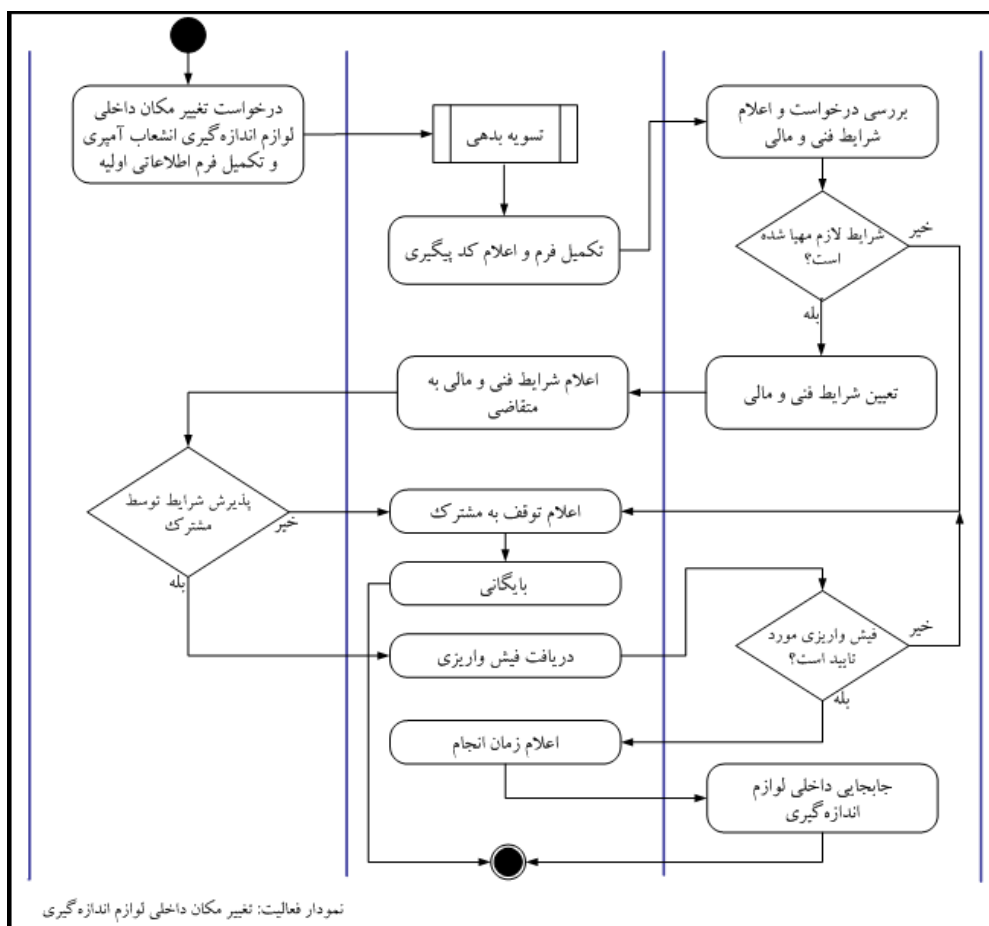 درخواست تغییر مکان داخلی
لوازم اندازه‌گیری انشعاب آمپری
و تکمیل فرم اطلاعاتی اولیه
تسویه بدهی
بررسی درخواست و اعلام
شرایط فنی و مالی
تکمیل فرم و اعلام کد پیگیری
شرایط لازم مهیا شده
است؟
خیر
بله
تعیین شرایط فنی و مالی
اعلام شرایط فنی و مالی به
متقاضی
پذیرش شرایط توسط
مشترک
خیر
بله
اعلام توقف به مشترک
بایگانی
دریافت فیش واریزی
فیش واریزی مورد
تایید است؟
خیر
بله
اعلام زمان انجام
جابجایی داخلی لوازم
اندازه‌گیری
نمودار فعالیت: تغییر مکان داخلی لوازم اندازه‌گیری